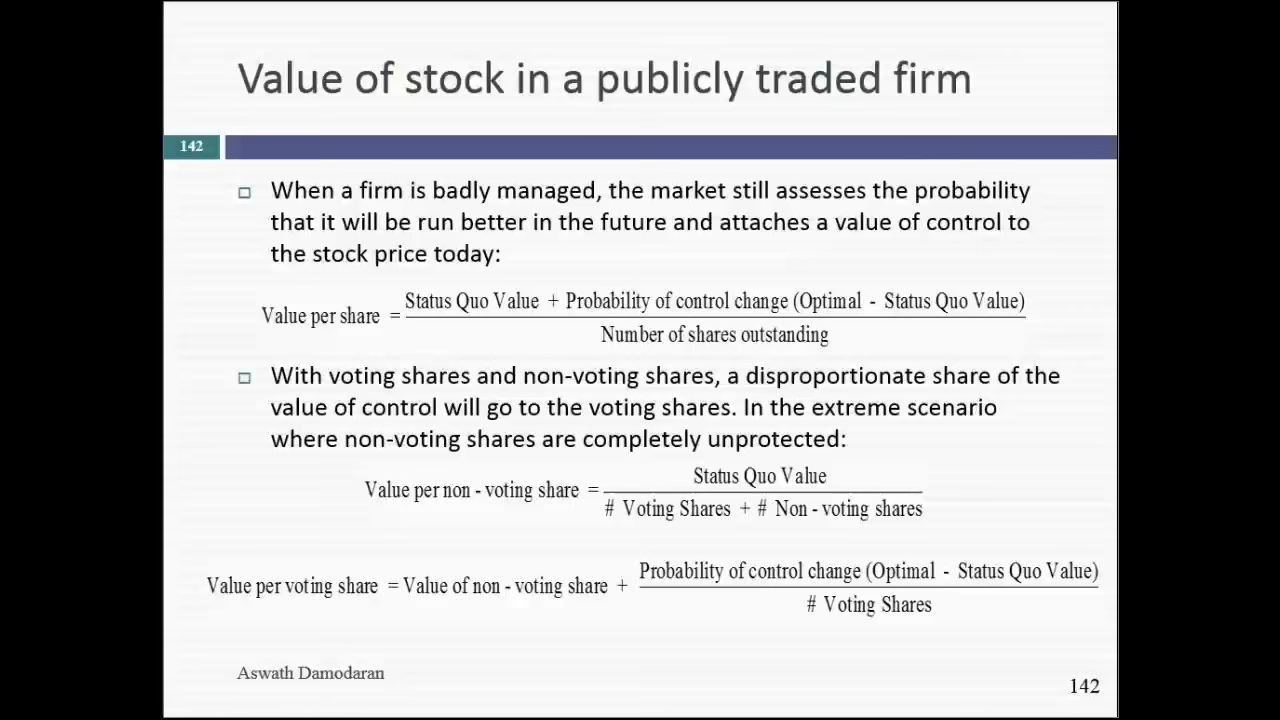 Value of stock in a publicly traded firm
142
□ When a firm is badly managed, the market still assesses the probability
that it will be run better in the future and attaches a value of control to
the stock price today:
Value per share = Status Quo Value + Probability of control change (Optimal - Status Quo Value)
Number of shares outstanding
□ With voting shares and non-voting shares, a disproportionate share of the
value of control will go to the voting shares. In the extreme scenario
where non-voting shares are completely unprotected:
Value per non - voting share = Status Quo Value
# Voting Shares + # Non - voting shares
Value per voting share = Value of non - voting share + Probability of control change (Optimal - Status Quo Value)
# Voting Shares
Aswath Damodaran
142